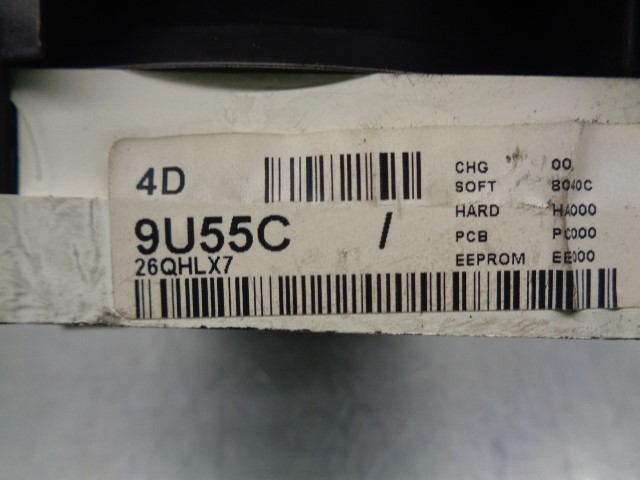 4D
9U55C /
26QHLX7
CHG 00
SOFT 8040C
HARD HA000
PCB PC000
EEPROM EE000